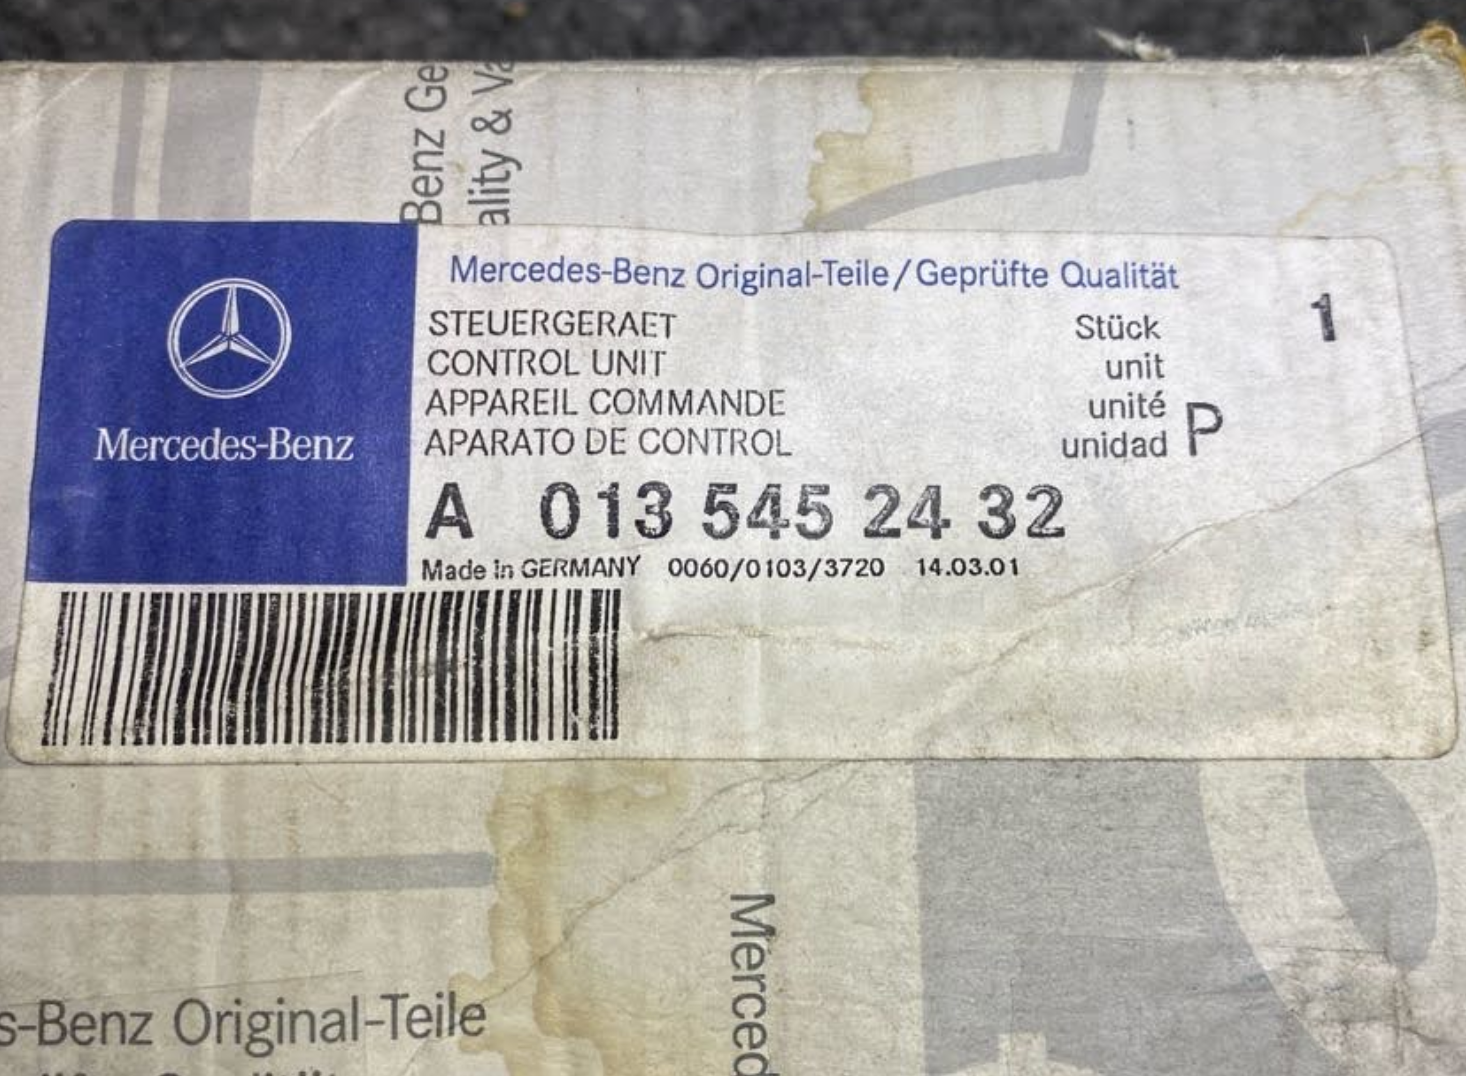 Benz Ge
ality & Va
Mercedes-Benz
Mercedes-Benz Original-Teile/Geprüfte Qualität
STEUERGERAET Stück 1
CONTROL UNIT unit
APPAREIL COMMANDE unité
APARATO DE CONTROL unidad P
A 013 545 24 32
Made in GERMANY 0060/0103/3720 14.03.01
Merced
s-Benz Original-Teile